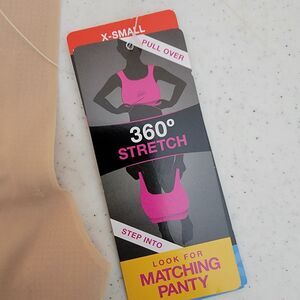 X-SMALL
PULL OVER
360°
STRETCH
STEP INTO
LOOK FOR
MATCHING
PANTY